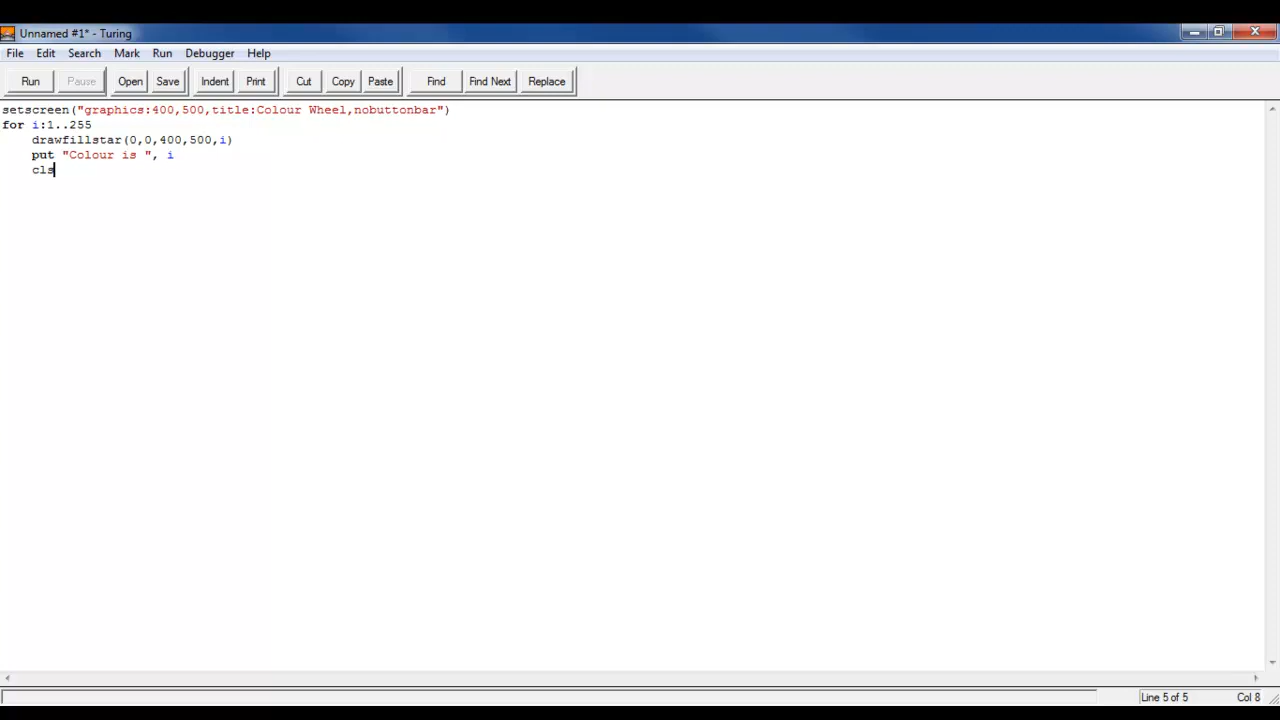 Unnamed #1* - Turing
File Edit Search Mark Run Debugger Help
Run Pause Open Save Indent Print Cut Copy Paste Find Find Next Replace
setscreen("graphics:400,500,title:Colour Wheel,nobuttonbar")
for i:1..255
drawfillstar(0,0,400,500,i)
put "Colour is ", i
cls
Line 5 of 5 Col 8